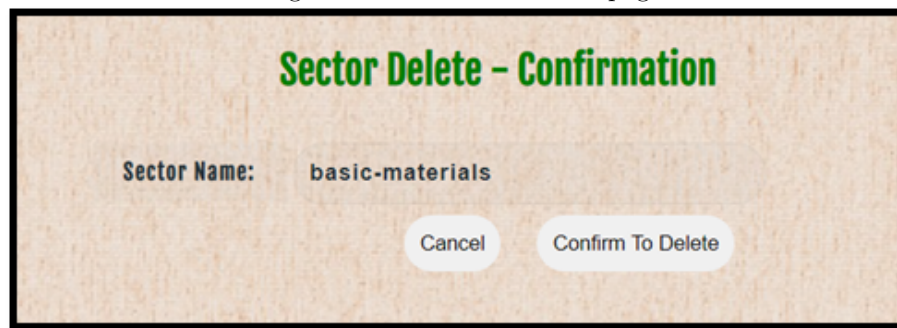 Sector Delete - Confirmation
Sector Name: basic-materials
Cancel Confirm To Delete